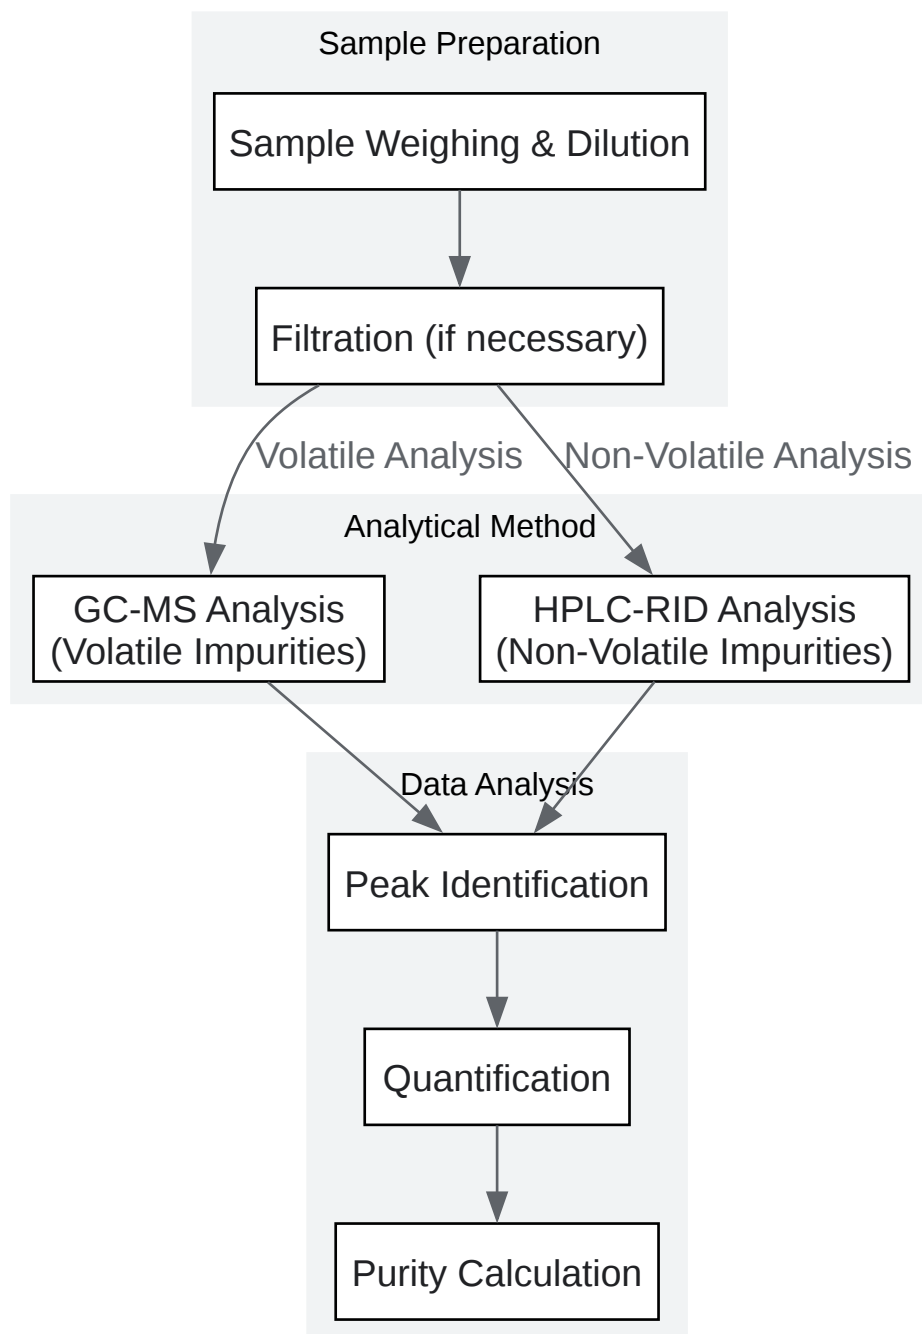 Sample Preparation
Sample Weighing & Dilution
Filtration (if necessary)
Volatile Analysis
Non-Volatile Analysis
Analytical Method
GC-MS Analysis
(Volatile Impurities)
HPLC-RID Analysis
(Non-Volatile Impurities)
Data Analysis
Peak Identification
Quantification
Purity Calculation